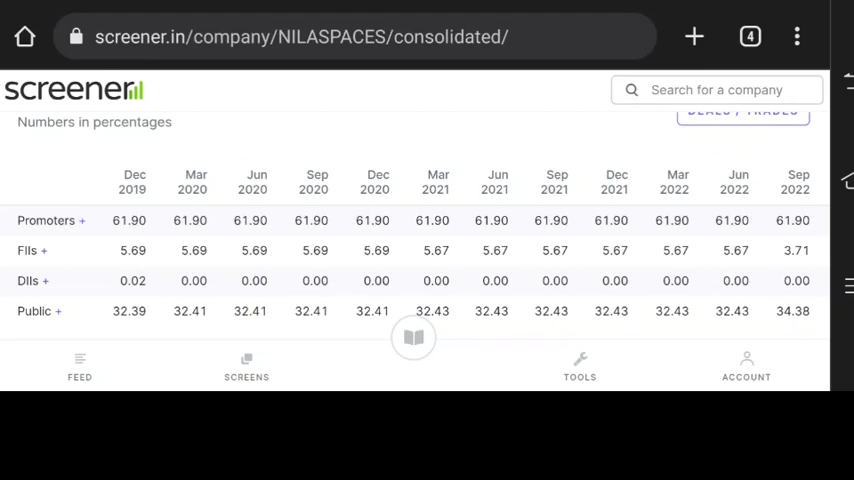 screener.in/company/NILASPACES/consolidated/
4
screener
Search for a company
Numbers in percentages
DEALS / TRADES
Dec 2019 Mar 2020 Jun 2020 Sep 2020 Dec 2020 Mar 2021 Jun 2021 Sep 2021 Dec 2021 Mar 2022 Jun 2022 Sep 2022
Promoters + 61.90 61.90 61.90 61.90 61.90 61.90 61.90 61.90 61.90 61.90 61.90 61.90
FIIs + 5.69 5.69 5.69 5.69 5.69 5.67 5.67 5.67 5.67 5.67 5.67 3.71
DIIs + 0.02 0.00 0.00 0.00 0.00 0.00 0.00 0.00 0.00 0.00 0.00 0.00
Public + 32.39 32.41 32.41 32.41 32.41 32.43 32.43 32.43 32.43 32.43 32.43 34.38
FEED SCREENS TOOLS ACCOUNT